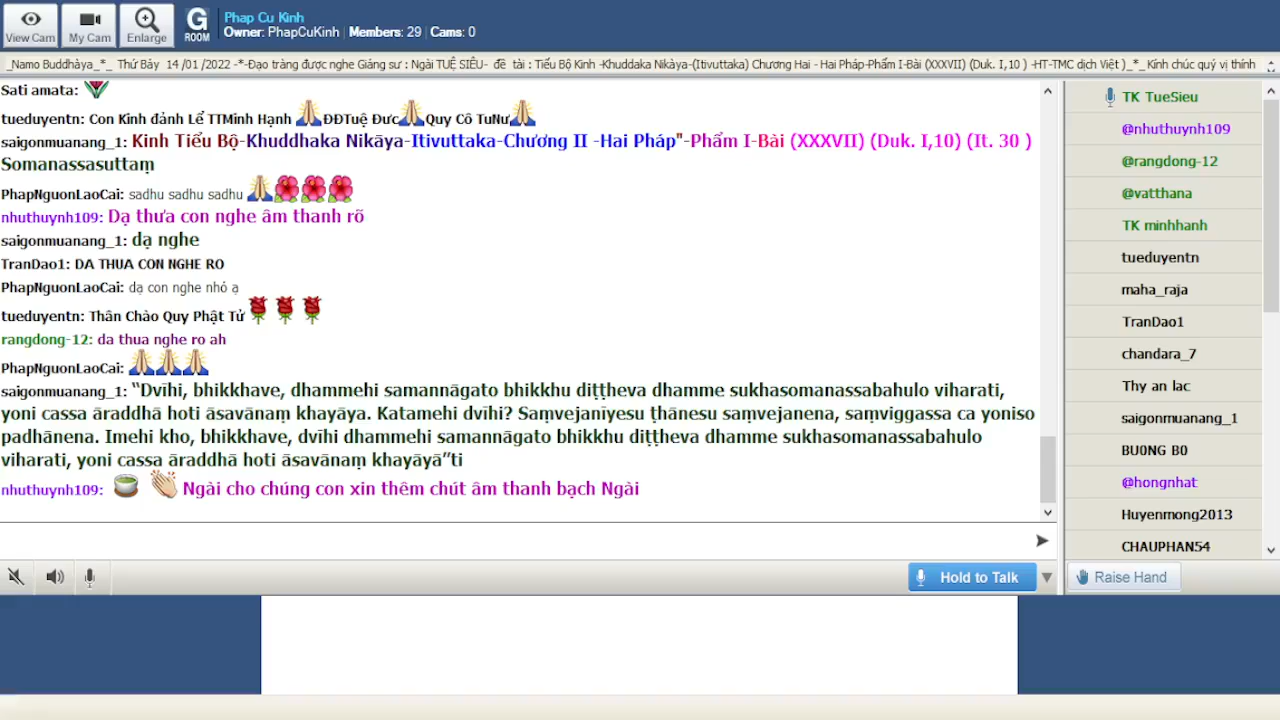 View Cam
My Cam
Enlarge
G
ROOM
Phap Cu Kinh
Owner: PhapCuKinh | Members: 29 | Cams: 0
_Namo Buddhàya_*_ Thứ Bảy 14 /01 /2022 -*-Đạo tràng được nghe Giảng sư : Ngài TUỆ SIÊU- đề tài : Tiểu Bộ Kinh -Khuddaka Nikàya-(Itivuttaka) Chương Hai - Hai Pháp-Phẩm I-Bài (XXXVII) (Duk. I,10 ) -HT-TMC dịch Việt )_*_ Kính chúc quý vị thính
Sati amata:
tueduyentn: Con Kinh đảnh Lể TTMinh Hạnh ĐĐTuệ Đưc Quy Cô TuNư
saigonmuanang_1: Kinh Tiểu Bộ-Khuddhaka Nikāya-Itivuttaka-Chương II -Hai Pháp"-Phẩm I-Bài (XXXVII) (Duk. I,10) (It. 30 )
Somanassasuttaṃ
PhapNguonLaoCai: sadhu sadhu sadhu
nhuthuynh109: Dạ thưa con nghe âm thanh rõ
saigonmuanang_1: dạ nghe
TranDao1: DA THUA CON NGHE RO
PhapNguonLaoCai: dạ con nghe nhỏ ạ
tueduyentn: Thân Chào Quy Phật Tử
rangdong-12: da thua nghe ro ah
PhapNguonLaoCai:
saigonmuanang_1: “Dvīhi, bhikkhave, dhammehi samannāgato bhikkhu diṭṭheva dhamme sukhasomanassabahulo viharati,
yoni cassa āraddhā hoti āsavānaṃ khayāya. Katamehi dvīhi? Saṃvejanīyesu ṭhānesu saṃvejanena, saṃviggassa ca yoniso
padhānena. Imehi kho, bhikkhave, dvīhi dhammehi samannāgato bhikkhu diṭṭheva dhamme sukhasomanassabahulo
viharati, yoni cassa āraddhā hoti āsavānaṃ khayāyā”ti
nhuthuynh109: Ngài cho chúng con xin thêm chút âm thanh bạch Ngài
Hold to Talk
TK TueSieu
@nhuthuynh109
@rangdong-12
@vatthana
TK minhhanh
tueduyentn
maha_raja
TranDao1
chandara_7
Thy an lac
saigonmuanang_1
BU0NG B0
@hongnhat
Huyenmong2013
CHAUPHAN54
Raise Hand